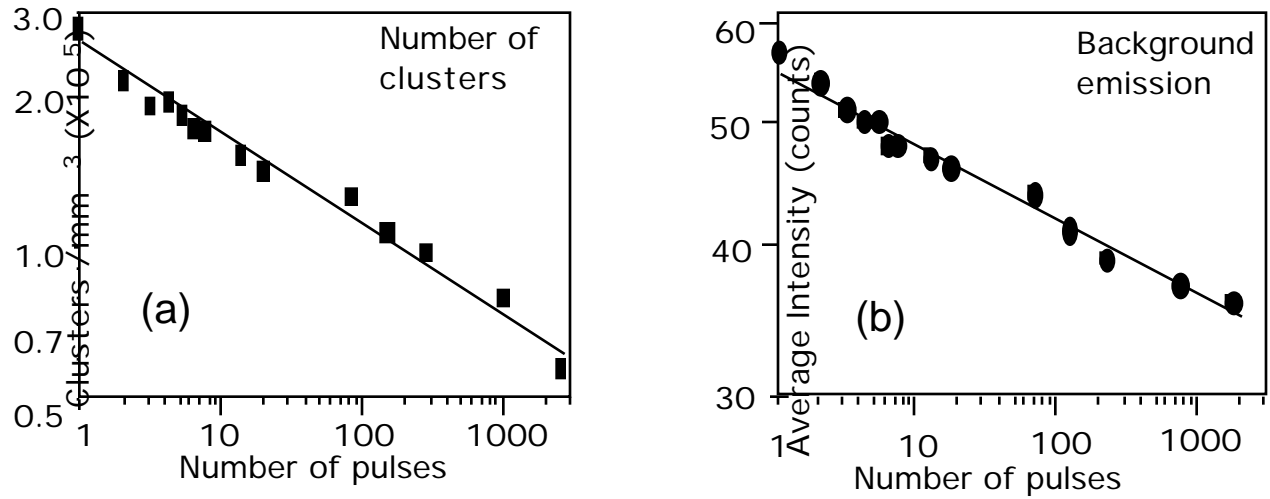 3.0
2.0
1.0
0.7
0.5
clusters/mm 3 (X10 5)
Number of
clusters
(a)
1 10 100 1000
Number of pulses
60
50
40
30
Average Intensity (counts)
Background
emission
(b)
1 10 100 1000
Number of pulses